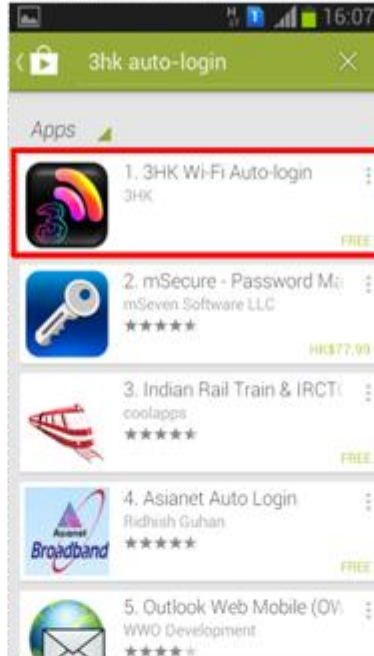 16:07
3hk auto-login
Apps
1. 3HK Wi-Fi Auto-login
3HK
FREE
2. mSecure - Password Ma
mSeven Software LLC
HK$77.99
3. Indian Rail Train & IRCTC
coolapps
FREE
4. Asianet Auto Login
Ridhish Guhan
Asianet
Broadband
FREE
5. Outlook Web Mobile (OW
WWO Development